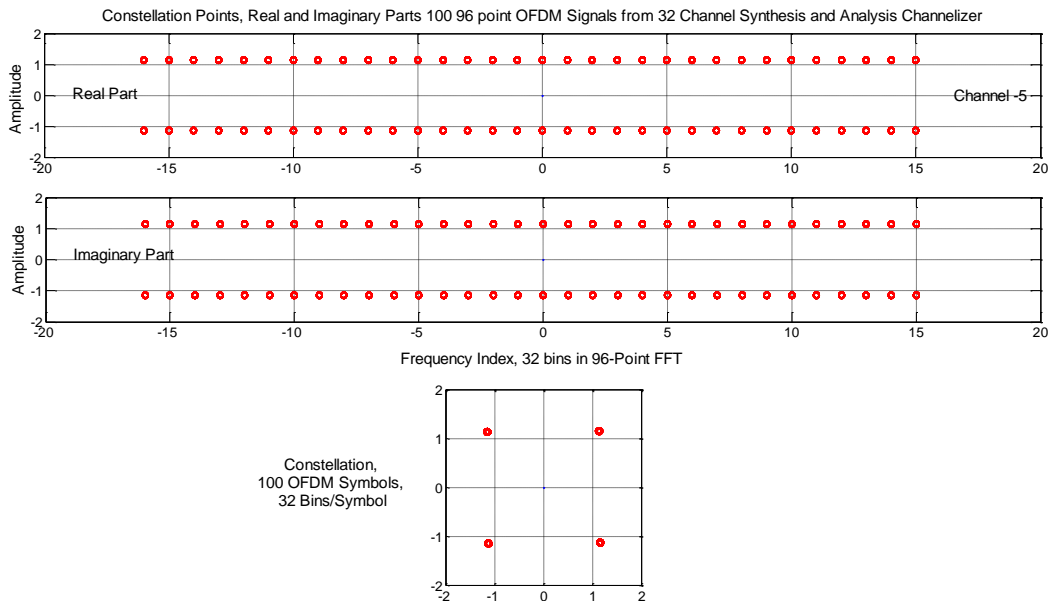 Constellation Points, Real and Imaginary Parts 100 96 point OFDM Signals from 32 Channel Synthesis and Analysis Channelizer
2
1
0
-1
-2
Amplitude
Real Part
Channel -5
-20 -15 -10 -5 0 5 10 15 20
2
1
0
-1
-2
Amplitude
Imaginary Part
-20 -15 -10 -5 0 5 10 15 20
Frequency Index, 32 bins in 96-Point FFT
Constellation,
100 OFDM Symbols,
32 Bins/Symbol
2
1
0
-1
-2
-2 -1 0 1 2